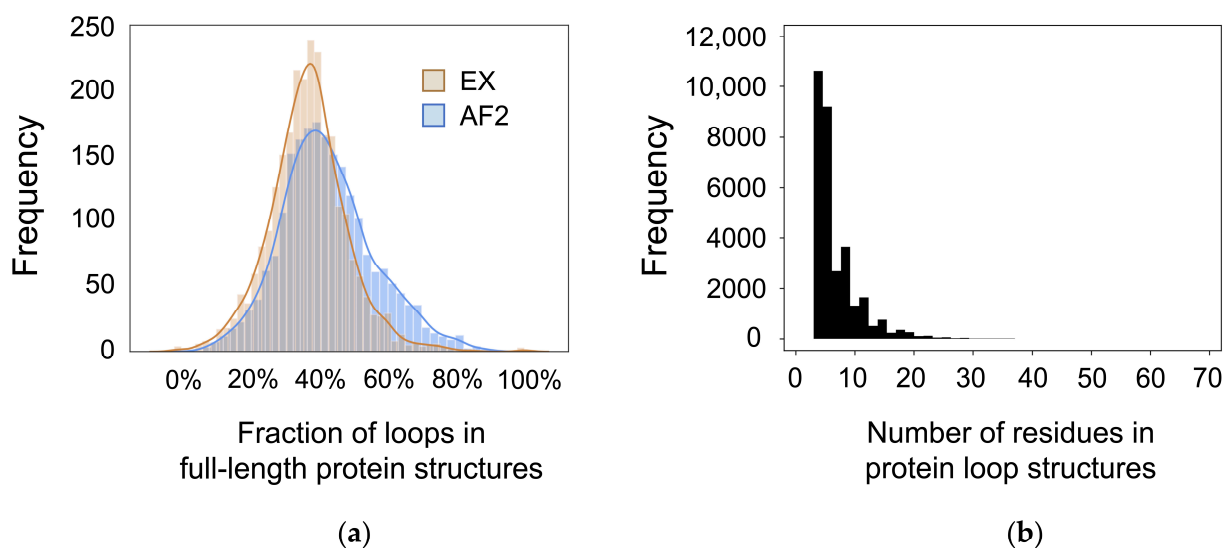 250
200
150
100
50
0
Frequency
EX
AF2
0% 20% 40% 60% 80% 100%
Fraction of loops in
full-length protein structures
(a)
12,000
10,000
8000
6000
4000
2000
0
Frequency
0 10 20 30 40 50 60 70
Number of residues in
protein loop structures
(b)